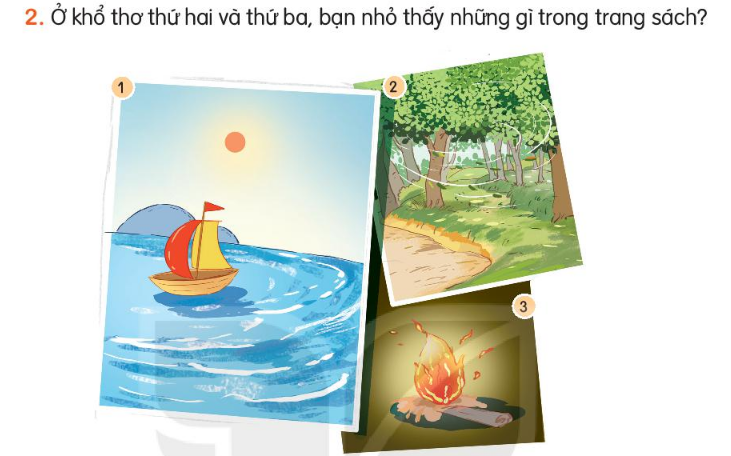 2. Ở khổ thơ thứ hai và thứ ba, bạn nhỏ thấy những gì trong trang sách?
1
2
3